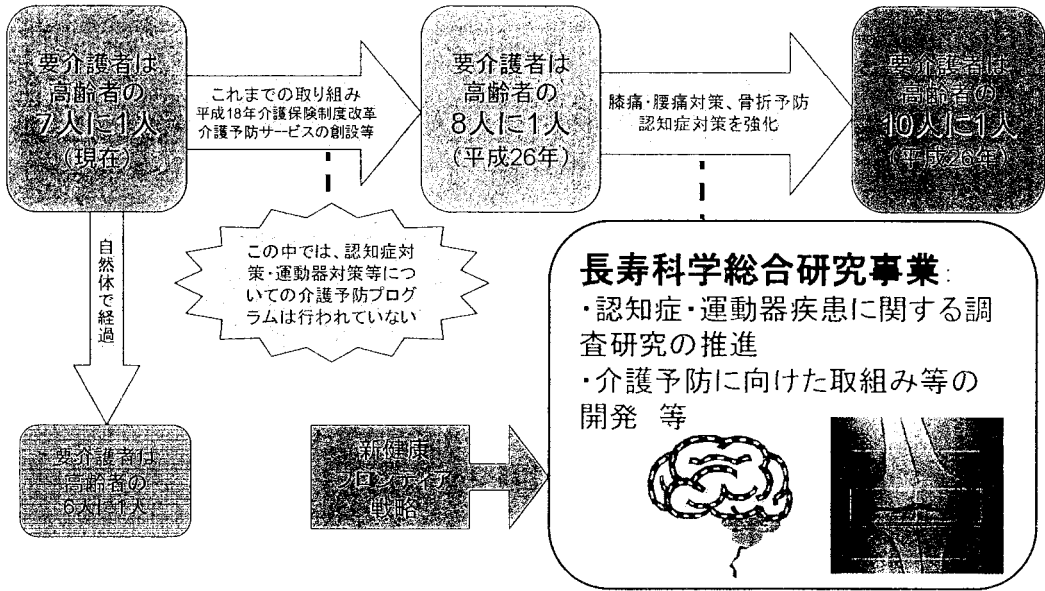 要介護者は
高齢者の
7人に1人
(現在)
これまでの取り組み
平成18年介護保険制度改革
介護予防サービスの創設等
要介護者は
高齢者の
8人に1人
(平成26年)
膝痛・腰痛対策、骨折予防
認知症対策を強化
要介護者は
高齢者の
10人に1人
(平成26年)
自然体で経過
この中では、認知症対
策・運動器対策等につ
いての介護予防プログ
ラムは行われていない
長寿科学総合研究事業:
・認知症・運動器疾患に関する調
査研究の推進
・介護予防に向けた取組み等の
開発 等
要介護者は
高齢者の
6人に1人
新健康
フロンティア
戦略